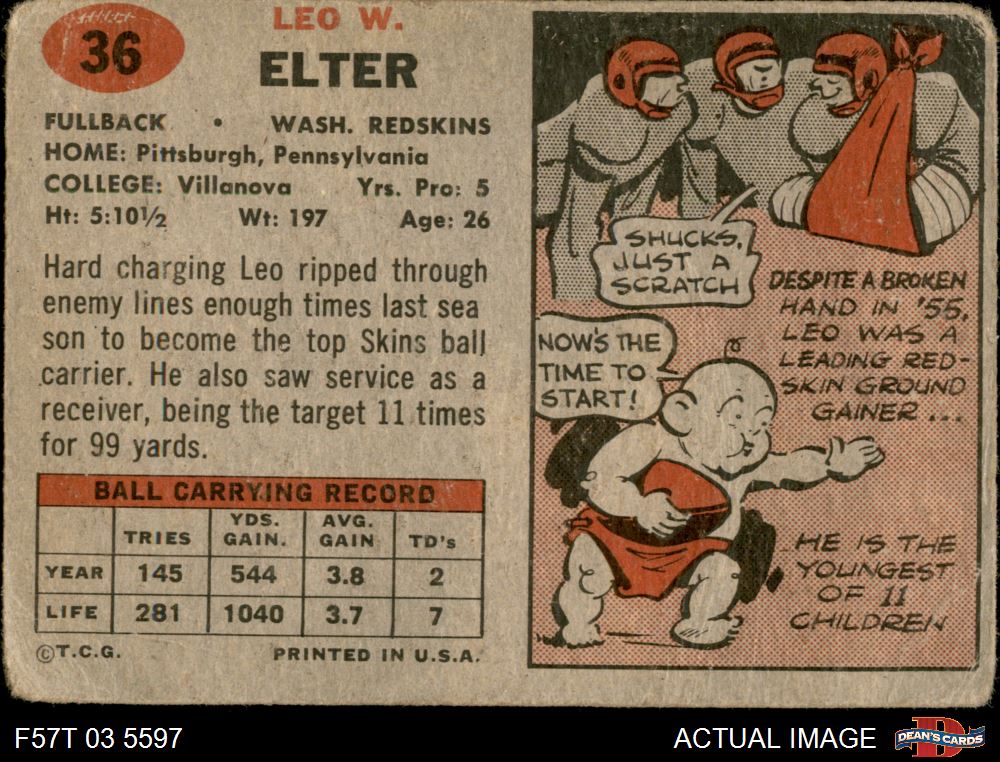 36
LEO W.
ELTER
FULLBACK • WASH. REDSKINS
HOME: Pittsburgh, Pennsylvania
COLLEGE: Villanova Yrs. Pro: 5
Ht: 5:10½ Wt: 197 Age: 26
Hard charging Leo ripped through
enemy lines enough times last sea
son to become the top Skins ball
carrier. He also saw service as a
receiver, being the target 11 times
for 99 yards.
BALL CARRYING RECORD
TRIES YDS. GAIN. AVG. GAIN TD's
YEAR 145 544 3.8 2
LIFE 281 1040 3.7 7
©T.C.G. PRINTED IN U.S.A.
SHUCKS,
JUST A
SCRATCH
DESPITE A BROKEN
HAND IN '55,
LEO WAS A
LEADING RED-
SKIN GROUND
GAINER ...
NOW'S THE
TIME TO
START!
HE IS THE
YOUNGEST
OF 11
CHILDREN
F57T 03 5597
ACTUAL IMAGE
DEAN'S CARDS